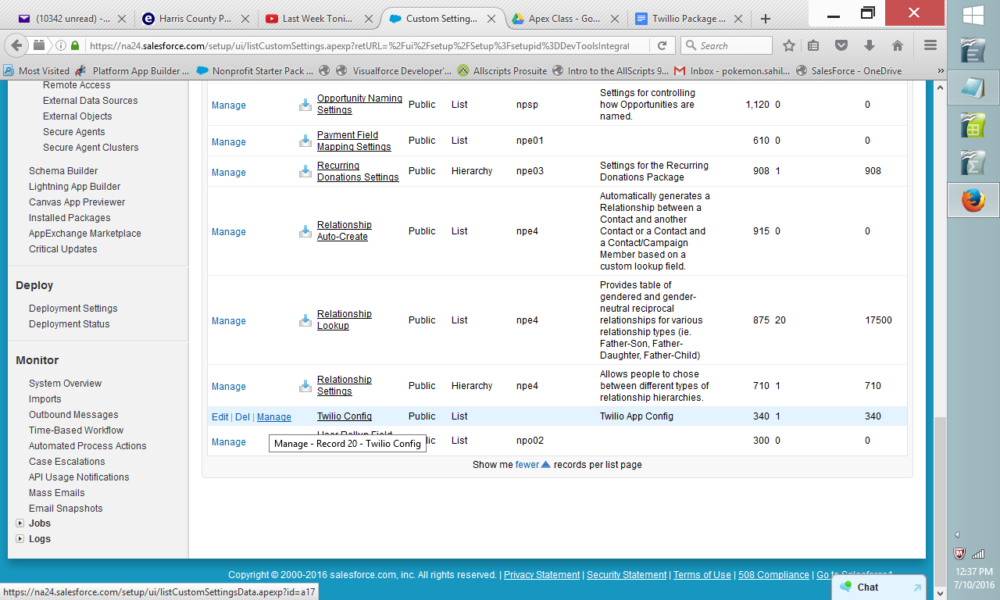 (10342 unread) -...
Harris County P...
Last Week Toni...
Custom Setting...
Apex Class - Go...
Twillio Package ...
https://na24.salesforce.com/setup/ui/listCustomSettings.apexp?retURL=%2Fui%2Fsetup%2FSetup%3Fsetupid%3DDevToolsIntegrat
Search
Most Visited
Platform App Builder ...
Nonprofit Starter Pack ...
Visualforce Developer'...
Allscripts Prosuite
Intro to the AllScripts 9...
Inbox - pokemon.sahil...
SalesForce - OneDrive
Remote Access
External Data Sources
External Objects
Secure Agents
Secure Agent Clusters
Schema Builder
Lightning App Builder
Canvas App Previewer
Installed Packages
AppExchange Marketplace
Critical Updates
Deploy
Deployment Settings
Deployment Status
Monitor
System Overview
Imports
Outbound Messages
Time-Based Workflow
Automated Process Actions
Case Escalations
API Usage Notifications
Mass Emails
Email Snapshots
Jobs
Logs
Manage Opportunity Naming Settings Public List npsp Settings for controlling how Opportunities are named. 1,120 0 0
Manage Payment Field Mapping Settings Public List npe01 610 0 0
Manage Recurring Donations Settings Public Hierarchy npe03 Settings for the Recurring Donations Package 908 1 908
Manage Relationship Auto-Create Public List npe4 Automatically generates a Relationship between a Contact and another Contact or a Contact and a Contact/Campaign Member based on a custom lookup field. 915 0 0
Manage Relationship Lookup Public List npe4 Provides table of gendered and gender-neutral reciprocal relationships for various relationship types (ie. Father-Son, Father-Daughter, Father-Child) 875 20 17500
Manage Relationship Settings Public Hierarchy npe4 Allows people to chose between different types of relationship hierarchies. 710 1 710
Edit | Del | Manage Twilio Config Public List Twilio App Config 340 1 340
Manage List npo02 300 0 0
Manage - Record 20 - Twilio Config
Show me fewer records per list page
Copyright © 2000-2016 salesforce.com, inc. All rights reserved. | Privacy Statement | Security Statement | Terms of Use | 508 Compliance | Go to Salesforce1
Chat
https://na24.salesforce.com/setup/ui/listCustomSettingsData.apexp?id=a17
12:37 PM
7/10/2016